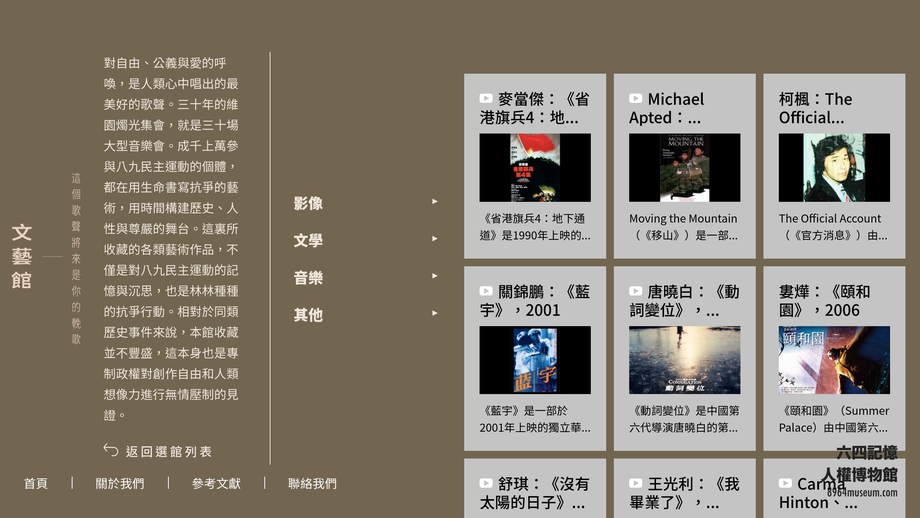 文藝館
這個歌聲將來是你的輓歌
對自由、公義與愛的呼
喚，是人類心中唱出的最
美好的歌聲。三十年的維
園燭光集會，就是三十場
大型音樂會。成千上萬參
與八九民主運動的個體，
都在用生命書寫抗爭的藝
術，用時間構建歷史、人
性與尊嚴的舞台。這裏所
收藏的各類藝術作品，不
僅是對八九民主運動的記
憶與沉思，也是林林種種
的抗爭行動。相對於同類
歷史事件來說，本館收藏
並不豐盛，這本身也是專
制政權對創作自由和人類
想像力進行無情壓制的見
證。
返回選館列表
影像
文學
音樂
其他
麥當傑：《省
港旗兵4：地...
《省港旗兵4：地下通
道》是1990年上映的...
Michael
Apted：...
MOVING THE
MOUNTAIN
Moving the Mountain
（《移山》）是一部...
柯楓：The
Official...
The Official Account
（《官方消息》）由...
關錦鵬：《藍
宇》，2001
藍宇
《藍宇》是一部於
2001年上映的獨立華...
唐曉白：《動
詞變位》，...
CONJUGATION
動詞變位
《動詞變位》是中國第
六代導演唐曉白的第...
婁燁：《頤和
園》，2006
頤和園
《頤和園》（Summer
Palace）由中國第六...
舒琪：《沒有
太陽的日子》...
王光利：《我
畢業了》，...
Carma
Hinton、...
六四記憶
人權博物館
8964museum.com
首頁
關於我們
參考文獻
聯絡我們